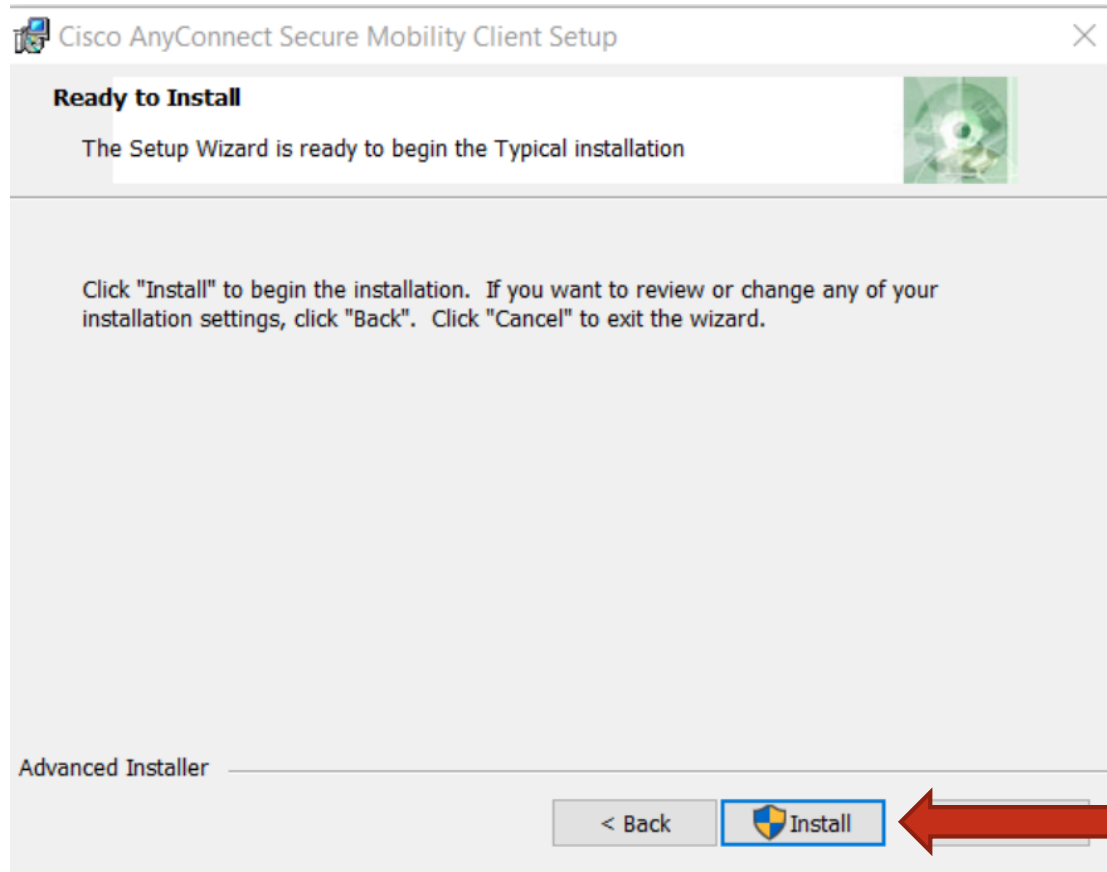 Cisco AnyConnect Secure Mobility Client Setup
Ready to Install
The Setup Wizard is ready to begin the Typical installation
Click "Install" to begin the installation.  If you want to review or change any of your
installation settings, click "Back".  Click "Cancel" to exit the wizard.
Advanced Installer
< Back
Install